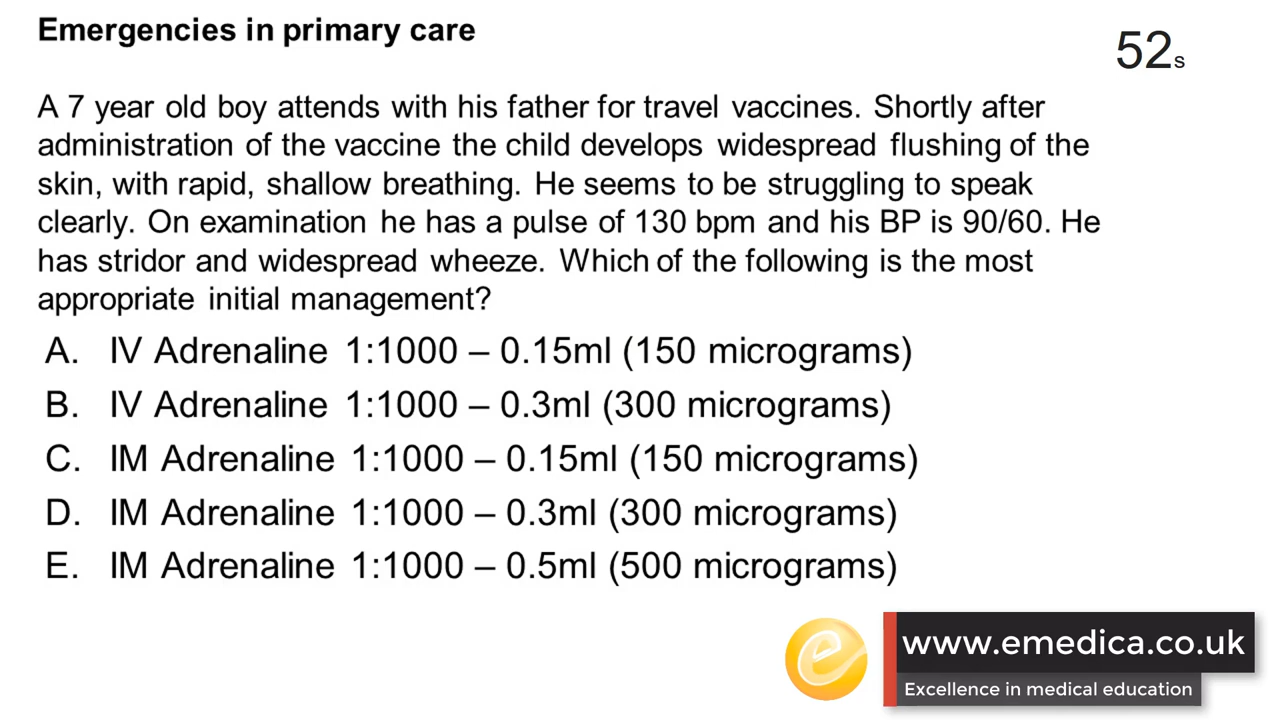 Emergencies in primary care
52s
A 7 year old boy attends with his father for travel vaccines. Shortly after
administration of the vaccine the child develops widespread flushing of the
skin, with rapid, shallow breathing. He seems to be struggling to speak
clearly. On examination he has a pulse of 130 bpm and his BP is 90/60. He
has stridor and widespread wheeze. Which of the following is the most
appropriate initial management?
A. IV Adrenaline 1:1000 – 0.15ml (150 micrograms)
B. IV Adrenaline 1:1000 – 0.3ml (300 micrograms)
C. IM Adrenaline 1:1000 – 0.15ml (150 micrograms)
D. IM Adrenaline 1:1000 – 0.3ml (300 micrograms)
E. IM Adrenaline 1:1000 – 0.5ml (500 micrograms)
e
www.emedica.co.uk
Excellence in medical education